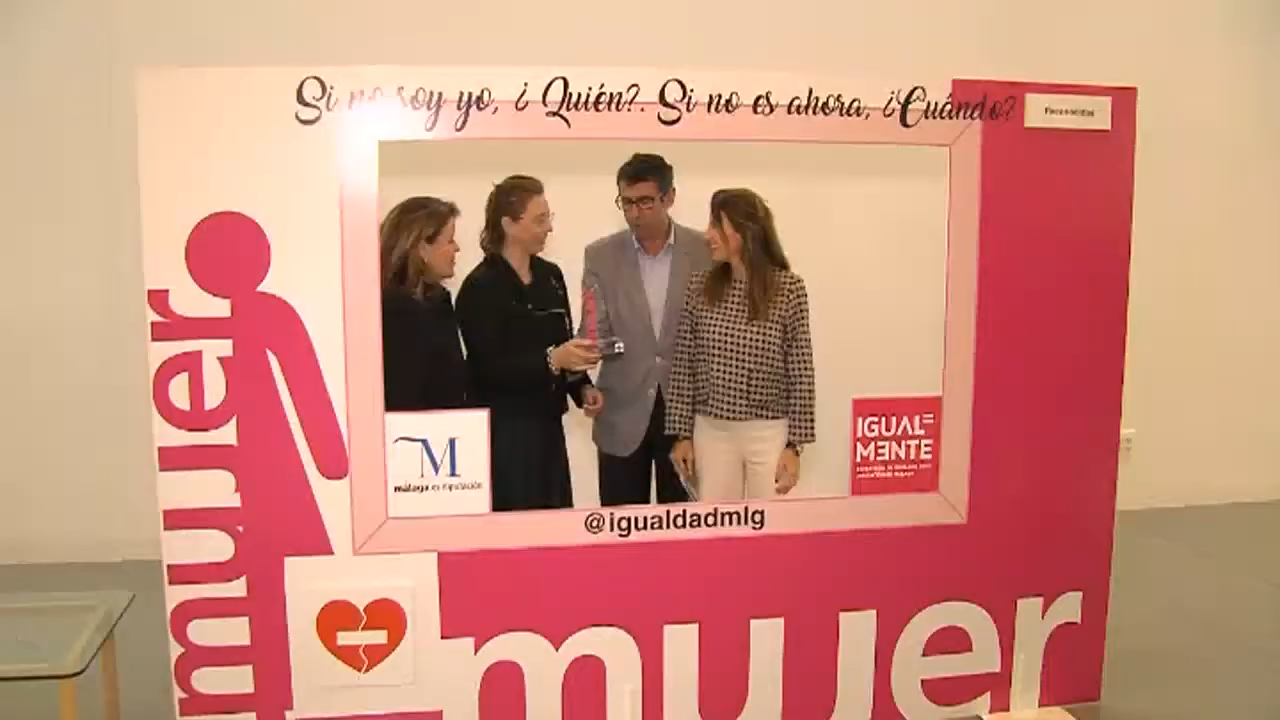 Si no soy yo, ¿Quién?. Si no es ahora, ¿Cuándo?
mujer
M
málaga.es diputación
IGUAL=
MENTE
@igualdadmlg
mujer